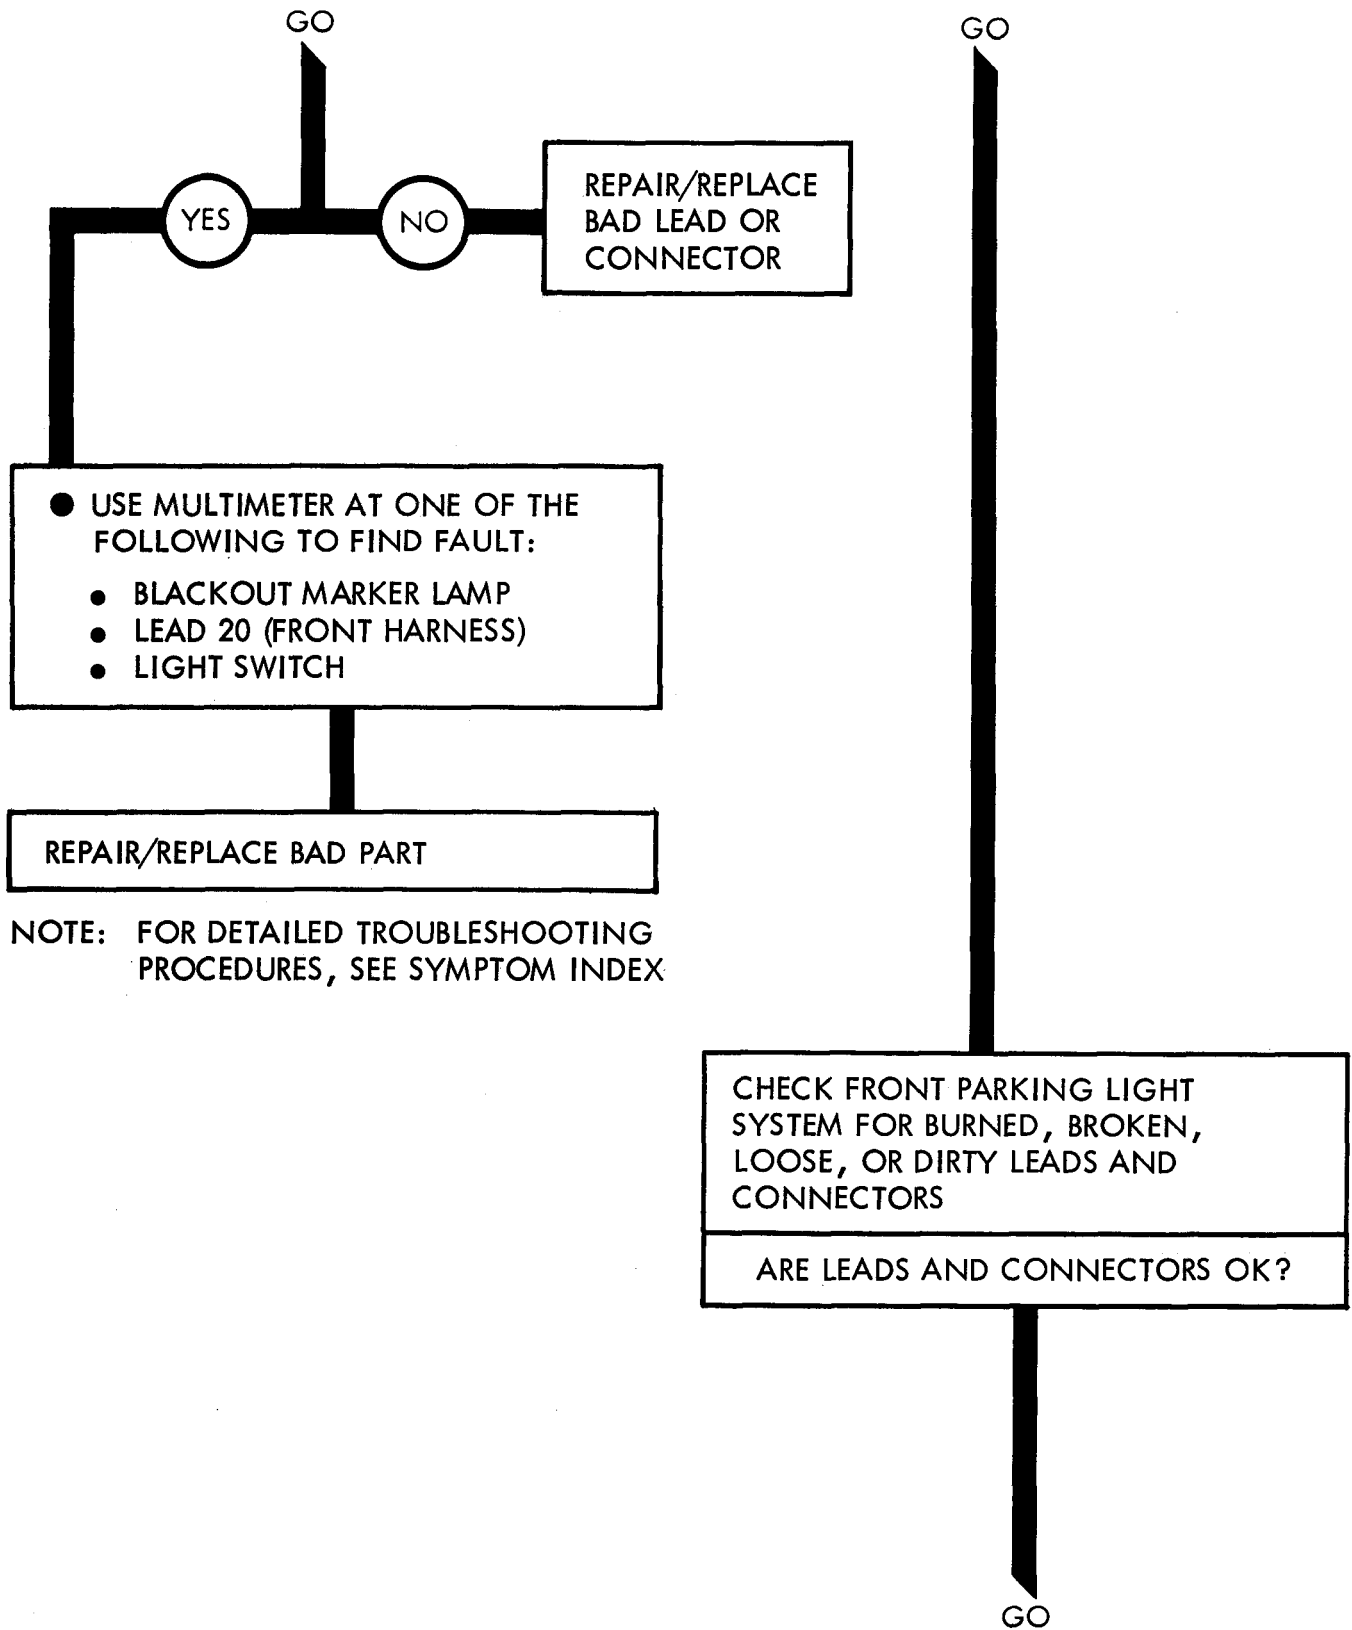 GO
GO
YES
NO
REPAIR/REPLACE
BAD LEAD OR
CONNECTOR
● USE MULTIMETER AT ONE OF THE
FOLLOWING TO FIND FAULT:
● BLACKOUT MARKER LAMP
● LEAD 20 (FRONT HARNESS)
● LIGHT SWITCH
REPAIR/REPLACE BAD PART
NOTE: FOR DETAILED TROUBLESHOOTING
PROCEDURES, SEE SYMPTOM INDEX
CHECK FRONT PARKING LIGHT
SYSTEM FOR BURNED, BROKEN,
LOOSE, OR DIRTY LEADS AND
CONNECTORS
ARE LEADS AND CONNECTORS OK?
GO